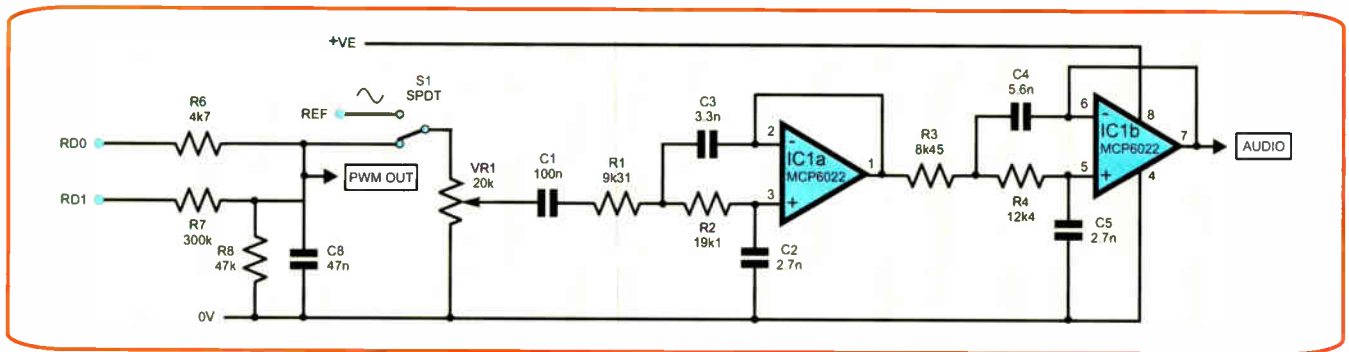 +VE
S1
SPDT
REF
R6
4k7
RD0
PWM OUT
RD1
R7
300k
R8
47k
C8
47n
0V
VR1
20k
C1
100n
R1
9k31
C3
3.3n
R2
19k1
C2
2.7n
2
-
3
+
IC1a
MCP6022
1
R3
8k45
C4
5.6n
R4
12k4
C5
2.7n
6
-
5
+
IC1b
MCP6022
8
7
4
AUDIO